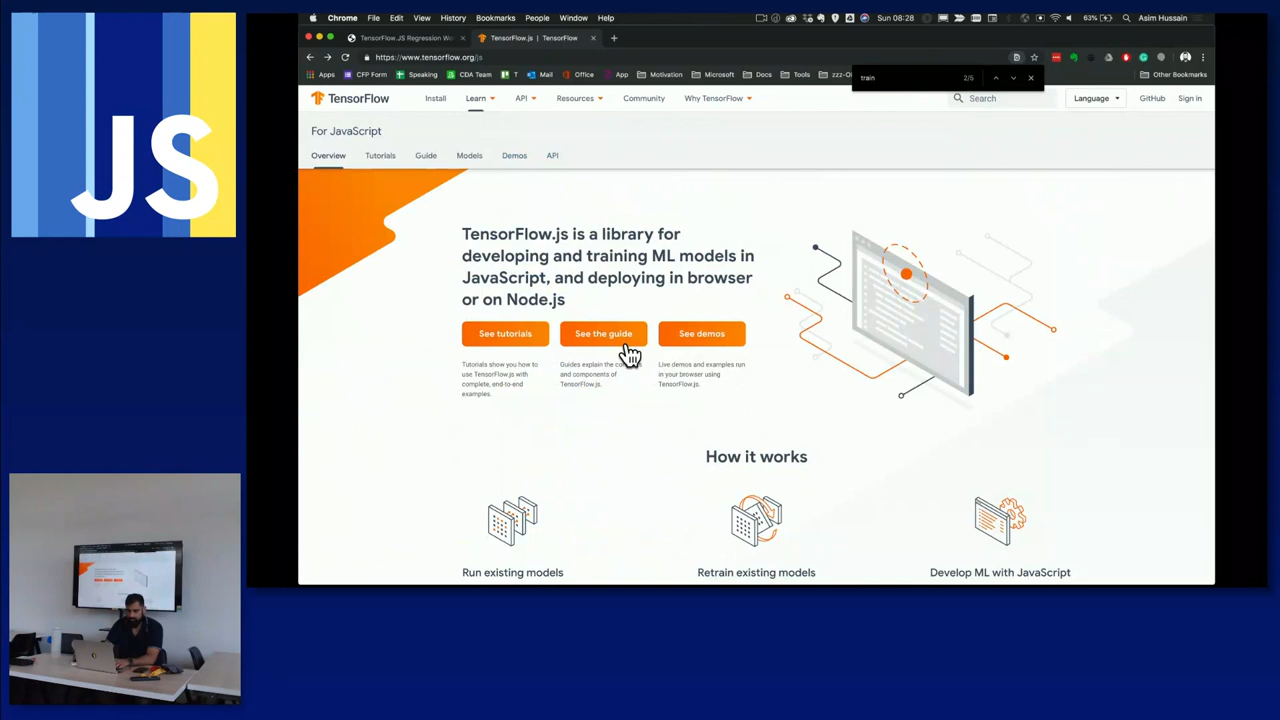 JS
Chrome File Edit View History Bookmarks People Window Help
Sun 08:28
63%
Asim Hussain
TensorFlow.JS Regression Wo
TensorFlow.js | TensorFlow
https://www.tensorflow.org/js
Apps CFP Form Speaking CDA Team T Mail Office App Motivation Microsoft Docs Tools
Other Bookmarks
train 2/5
TensorFlow
Install Learn API Resources Community Why TensorFlow
Search
Language
GitHub
Sign in
For JavaScript
Overview Tutorials Guide Models Demos API
TensorFlow.js is a library for
developing and training ML models in
JavaScript, and deploying in browser
or on Node.js
See tutorials See the guide See demos
Tutorials show you how to
use TensorFlow.js with
complete, end-to-end
examples.
Guides explain the
and components of
TensorFlow.js.
Live demos and examples run
in your browser using
TensorFlow.js.
How it works
Run existing models Retrain existing models Develop ML with JavaScript